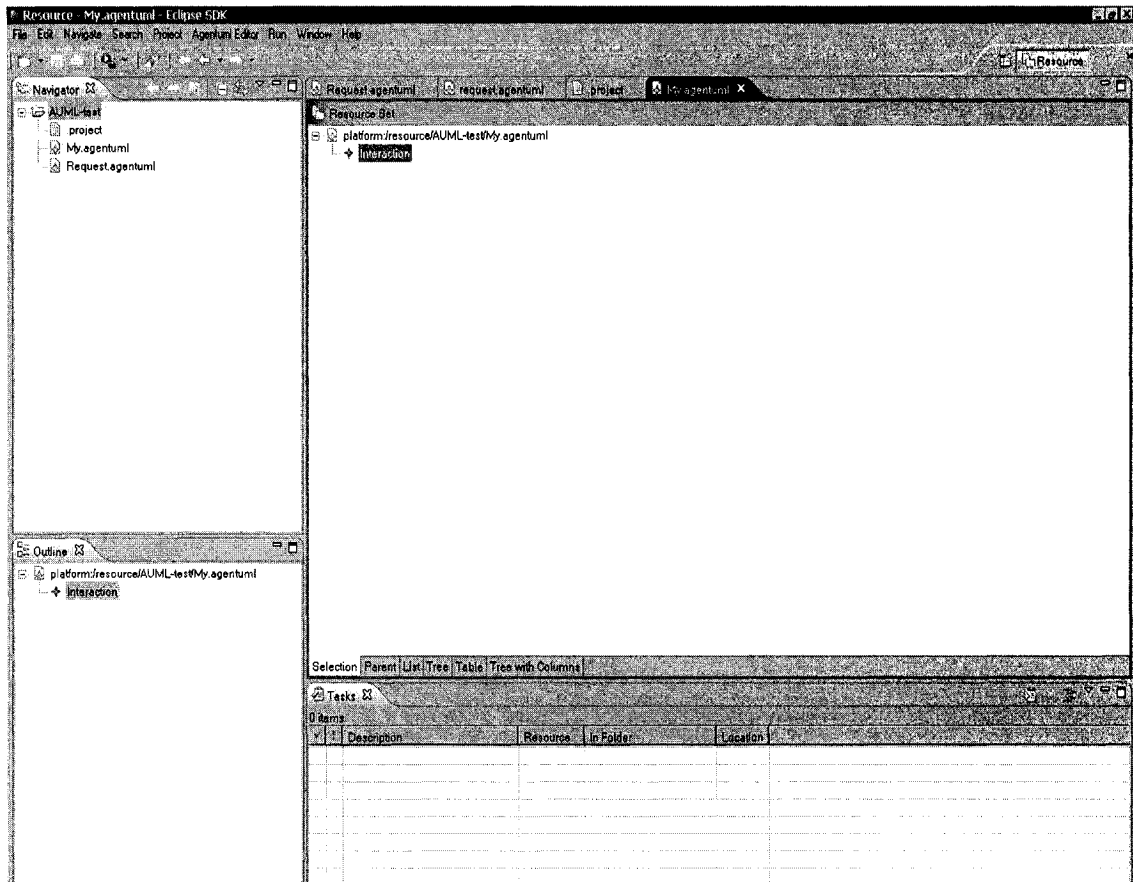 Resource - My.agentuml - Eclipse SDK
File Edit Navigate Search Project Agentuml Editor Run Window Help
Resource
Navigator
AUML-test
.project
My.agentuml
Request.agentuml
Request.agentuml
request.agentuml
.project
My.agentuml
Resource Set
platform:/resource/AUML-test/My.agentuml
Interaction
Outline
platform:/resource/AUML-test/My.agentuml
Interaction
Selection Parent List Tree Table Tree with Columns
Tasks
0 items
! Description Resource In Folder Location